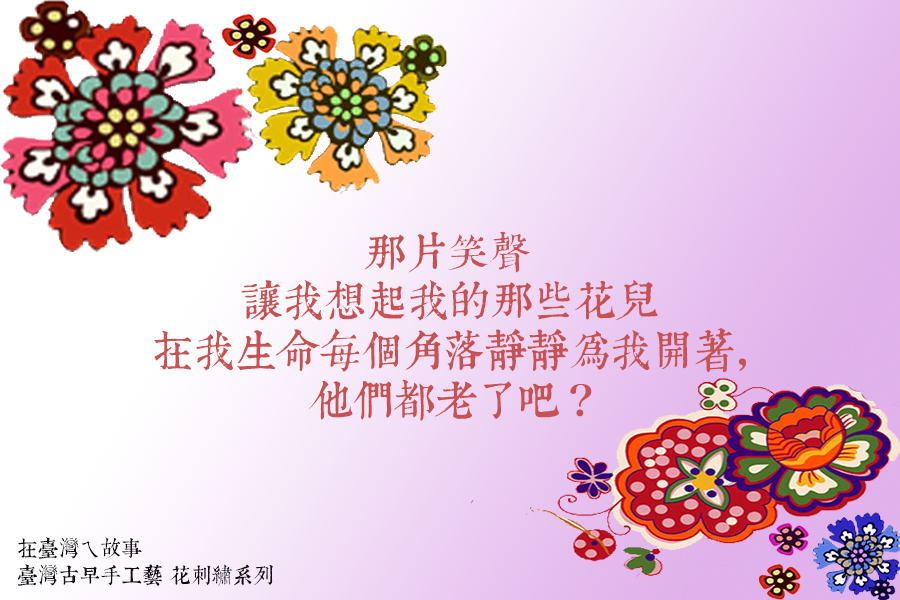 那片笑聲
讓我想起我的那些花兒
在我生命每個角落靜靜為我開著,
他們都老了吧？
在臺灣ㄟ故事
臺灣古早手工藝 花刺繡系列